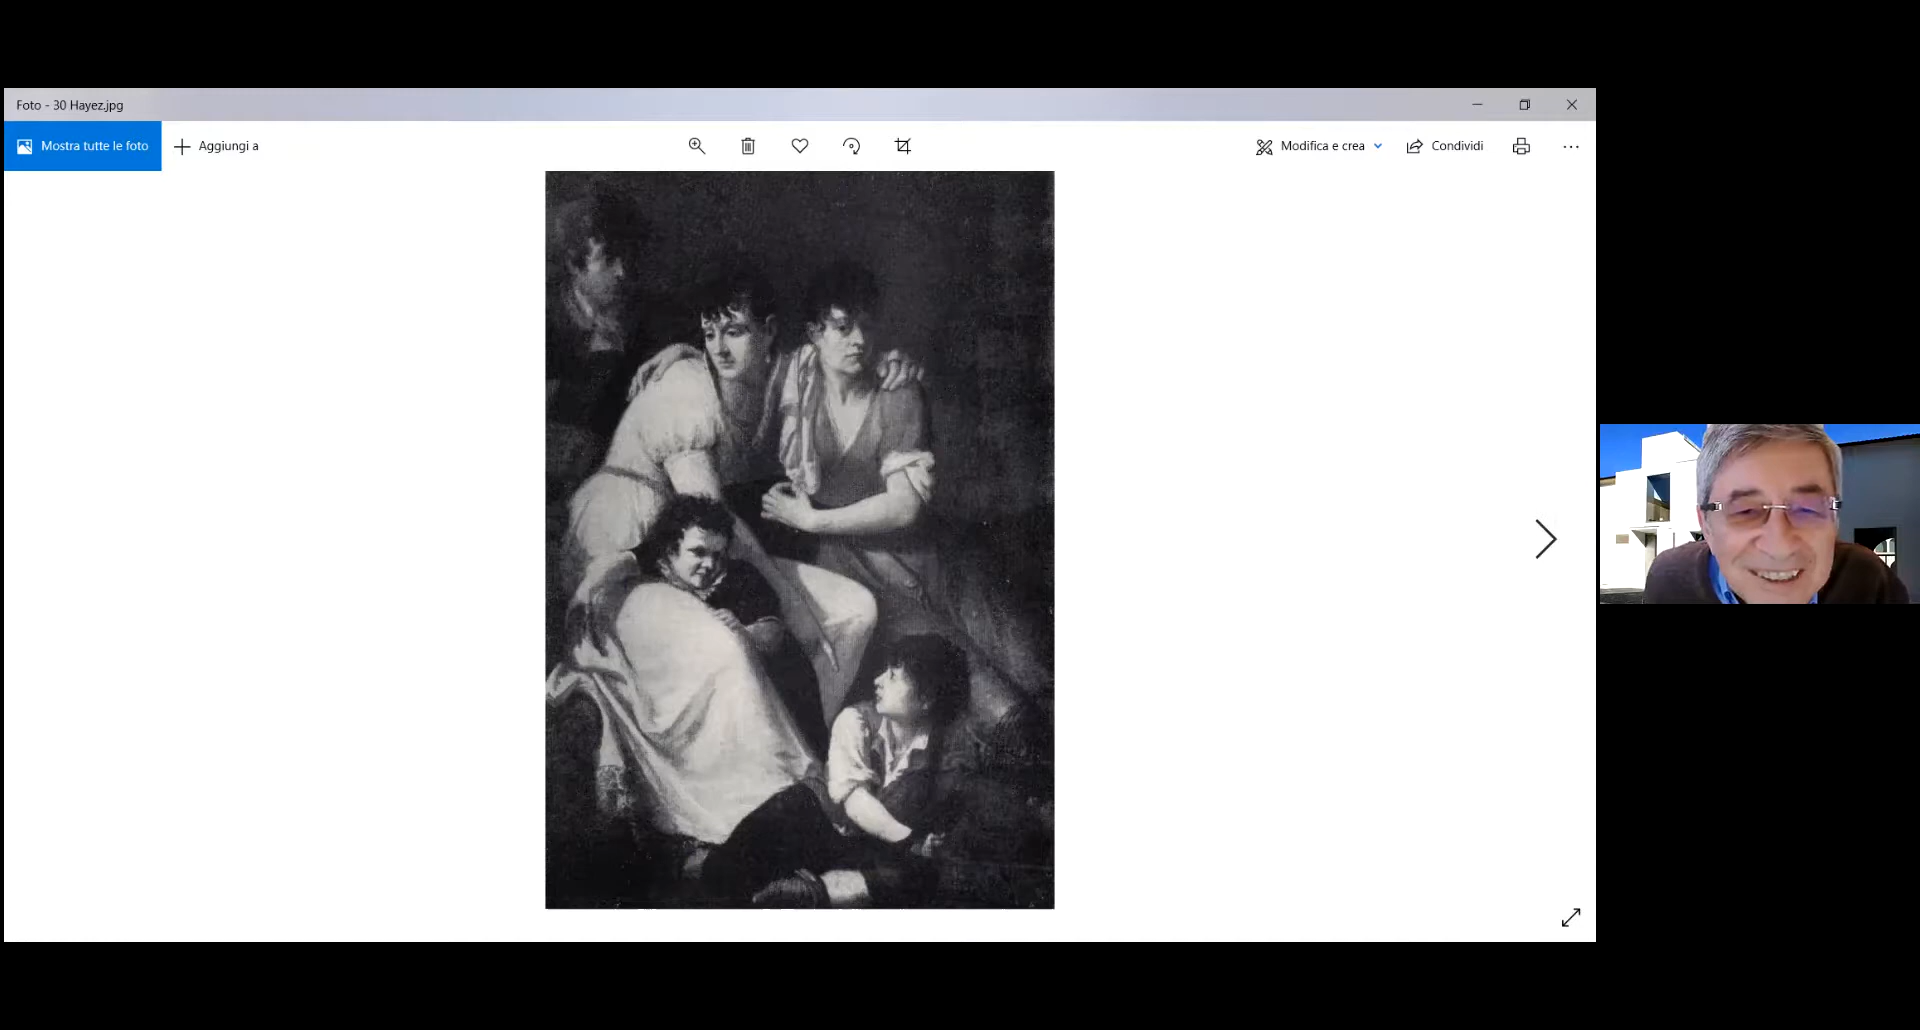 Foto - 30 Hayez.jpg
Mostra tutte le foto
Aggiungi a
Modifica e crea
Condividi